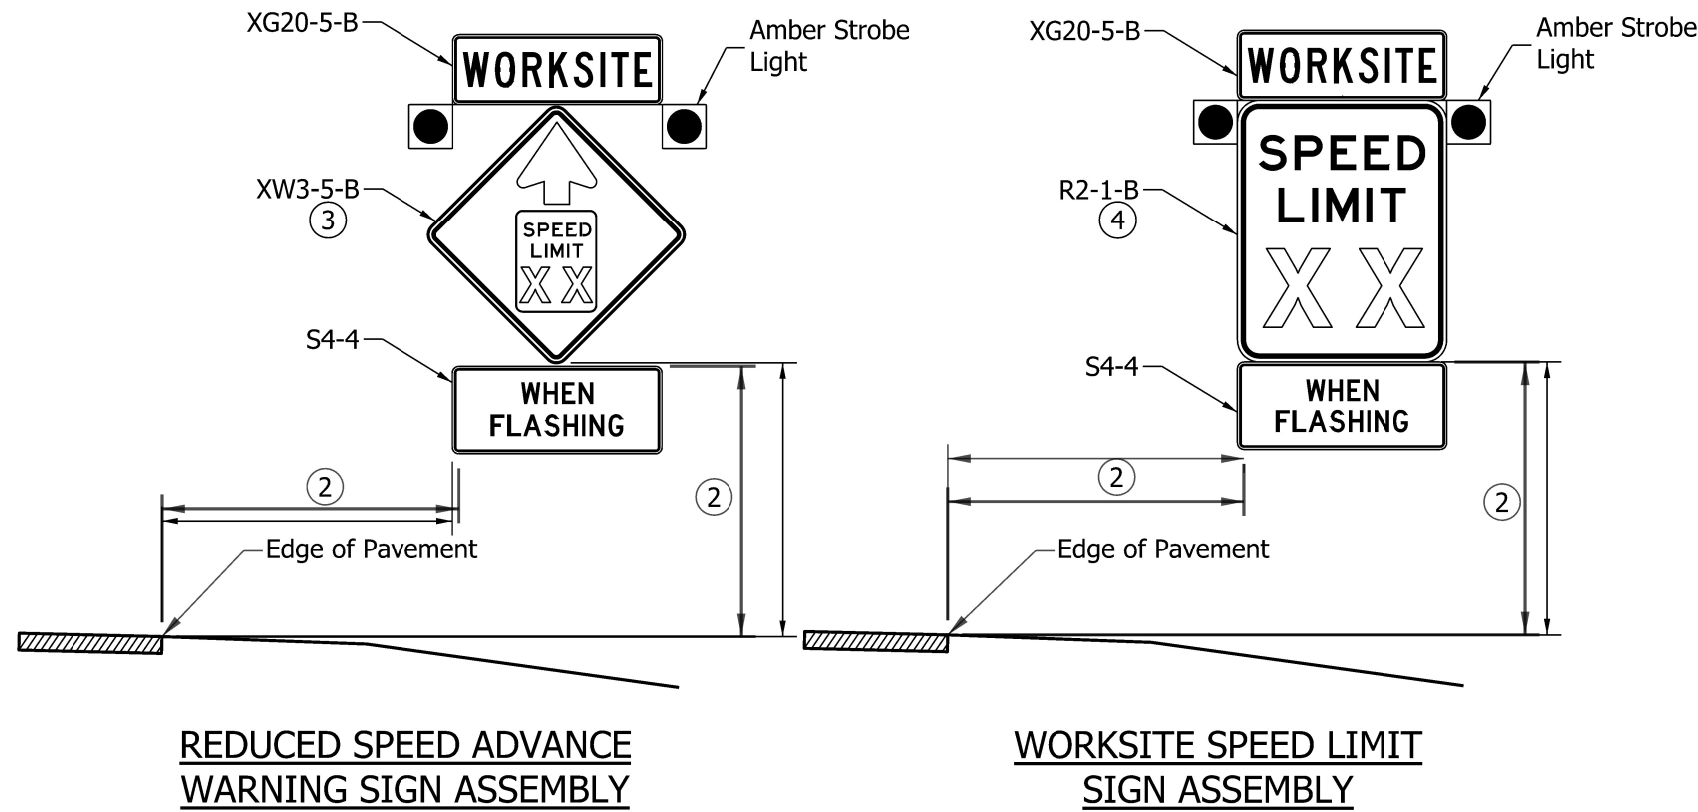 XG20-5-B
WORKSITE
Amber Strobe
Light
XW3-5-B
3
SPEED
LIMIT
XX
S4-4
WHEN
FLASHING
2
2
Edge of Pavement
REDUCED SPEED ADVANCE
WARNING SIGN ASSEMBLY
XG20-5-B
WORKSITE
Amber Strobe
Light
R2-1-B
4
SPEED
LIMIT
XX
S4-4
WHEN
FLASHING
2
2
Edge of Pavement
WORKSITE SPEED LIMIT
SIGN ASSEMBLY